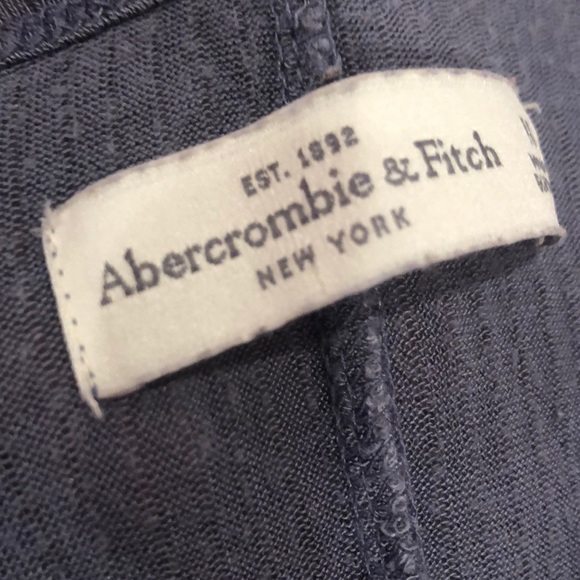 EST. 1892
Abercrombie & Fitch
NEW YORK